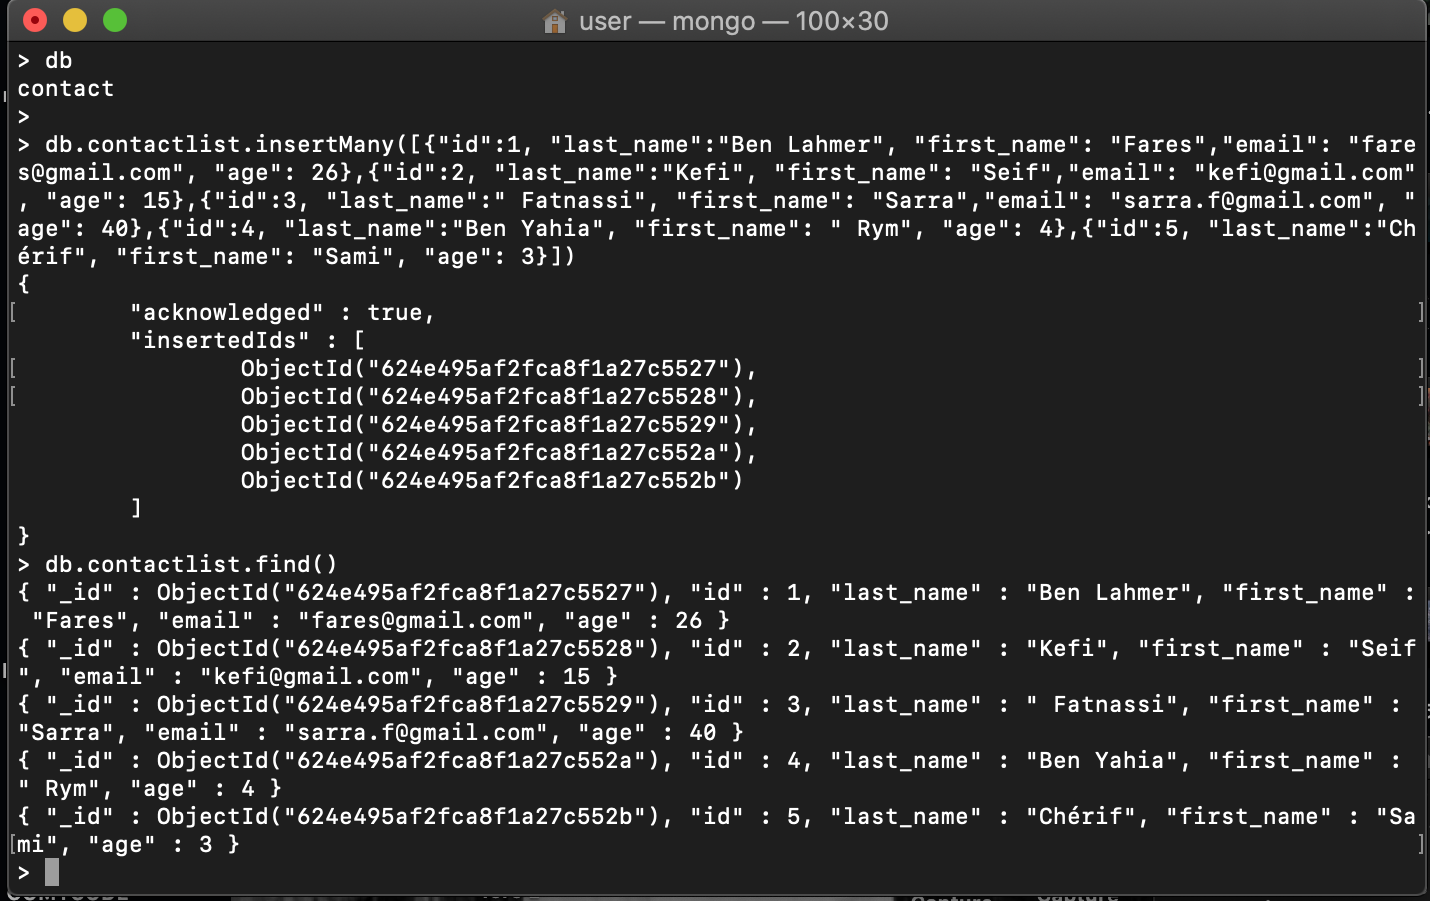 user — mongo — 100×30
> db
contact
>
> db.contactlist.insertMany([{"id":1, "last_name":"Ben Lahmer", "first_name": "Fares","email": "fare
s@gmail.com", "age": 26},{"id":2, "last_name":"Kefi", "first_name": "Seif","email": "kefi@gmail.com"
, "age": 15},{"id":3, "last_name":" Fatnassi", "first_name": "Sarra","email": "sarra.f@gmail.com", "
age": 40},{"id":4, "last_name":"Ben Yahia", "first_name": " Rym", "age": 4},{"id":5, "last_name":"Ch
érif", "first_name": "Sami", "age": 3}])
{
[ "acknowledged" : true, ]
"insertedIds" : [
[ ObjectId("624e495af2fca8f1a27c5527"), ]
[ ObjectId("624e495af2fca8f1a27c5528"), ]
ObjectId("624e495af2fca8f1a27c5529"),
ObjectId("624e495af2fca8f1a27c552a"),
ObjectId("624e495af2fca8f1a27c552b")
]
}
> db.contactlist.find()
{ "_id" : ObjectId("624e495af2fca8f1a27c5527"), "id" : 1, "last_name" : "Ben Lahmer", "first_name" :
"Fares", "email" : "fares@gmail.com", "age" : 26 }
{ "_id" : ObjectId("624e495af2fca8f1a27c5528"), "id" : 2, "last_name" : "Kefi", "first_name" : "Seif
", "email" : "kefi@gmail.com", "age" : 15 }
{ "_id" : ObjectId("624e495af2fca8f1a27c5529"), "id" : 3, "last_name" : " Fatnassi", "first_name" :
"Sarra", "email" : "sarra.f@gmail.com", "age" : 40 }
{ "_id" : ObjectId("624e495af2fca8f1a27c552a"), "id" : 4, "last_name" : "Ben Yahia", "first_name" :
" Rym", "age" : 4 }
{ "_id" : ObjectId("624e495af2fca8f1a27c552b"), "id" : 5, "last_name" : "Chérif", "first_name" : "Sa
[mi", "age" : 3 } ]
>